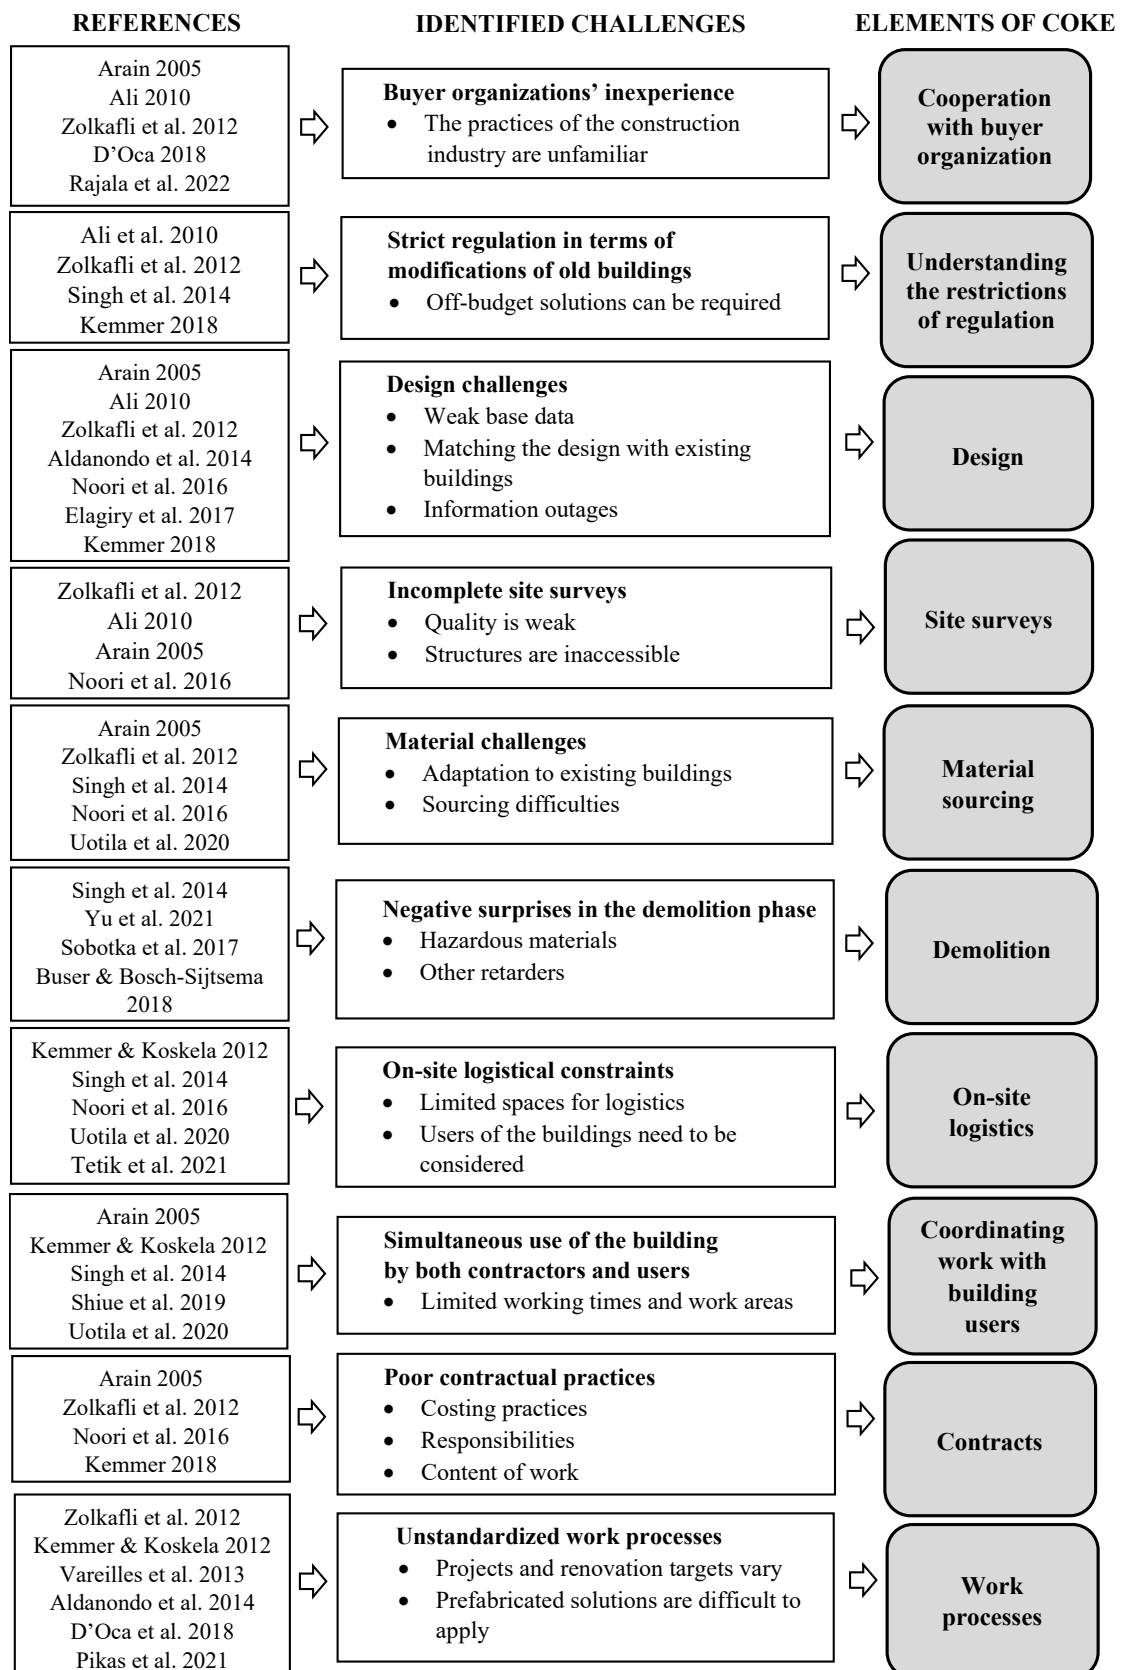 REFERENCES
IDENTIFIED CHALLENGES
ELEMENTS OF COKE
Arain 2005
Ali 2010
Zolkafli et al. 2012
D’Oca 2018
Rajala et al. 2022
Buyer organizations’ inexperience
• The practices of the construction
industry are unfamiliar
Cooperation
with buyer
organization
Ali et al. 2010
Zolkafli et al. 2012
Singh et al. 2014
Kemmer 2018
Strict regulation in terms of
modifications of old buildings
• Off-budget solutions can be required
Understanding
the restrictions
of regulation
Arain 2005
Ali 2010
Zolkafli et al. 2012
Aldanondo et al. 2014
Noori et al. 2016
Elagiry et al. 2017
Kemmer 2018
Design challenges
• Weak base data
• Matching the design with existing
buildings
• Information outages
Design
Zolkafli et al. 2012
Ali 2010
Arain 2005
Noori et al. 2016
Incomplete site surveys
• Quality is weak
• Structures are inaccessible
Site surveys
Arain 2005
Zolkafli et al. 2012
Singh et al. 2014
Noori et al. 2016
Uotila et al. 2020
Material challenges
• Adaptation to existing buildings
• Sourcing difficulties
Material
sourcing
Singh et al. 2014
Yu et al. 2021
Sobotka et al. 2017
Buser & Bosch-Sijtsema
2018
Negative surprises in the demolition phase
• Hazardous materials
• Other retarders
Demolition
Kemmer & Koskela 2012
Singh et al. 2014
Noori et al. 2016
Uotila et al. 2020
Tetik et al. 2021
On-site logistical constraints
• Limited spaces for logistics
• Users of the buildings need to be
considered
On-site
logistics
Arain 2005
Kemmer & Koskela 2012
Singh et al. 2014
Shiue et al. 2019
Uotila et al. 2020
Simultaneous use of the building
by both contractors and users
• Limited working times and work areas
Coordinating
work with
building
users
Arain 2005
Zolkafli et al. 2012
Noori et al. 2016
Kemmer 2018
Poor contractual practices
• Costing practices
• Responsibilities
• Content of work
Contracts
Zolkafli et al. 2012
Kemmer & Koskela 2012
Vareilles et al. 2013
Aldanondo et al. 2014
D’Oca et al. 2018
Pikas et al. 2021
Unstandardized work processes
• Projects and renovation targets vary
• Prefabricated solutions are difficult to
apply
Work
processes